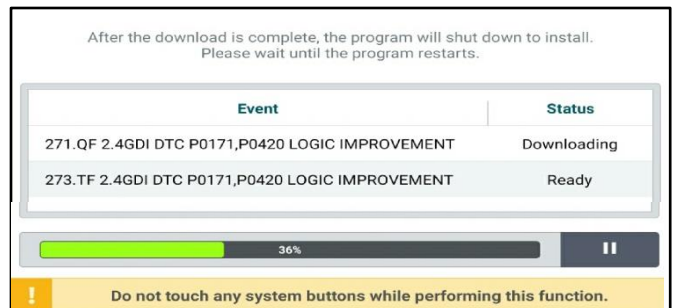 After the download is complete, the program will shut down to install.
Please wait until the program restarts.
Event Status
271.QF 2.4GDI DTC P0171,P0420 LOGIC IMPROVEMENT Downloading
273.TF 2.4GDI DTC P0171,P0420 LOGIC IMPROVEMENT Ready
36%
! Do not touch any system buttons while performing this function.